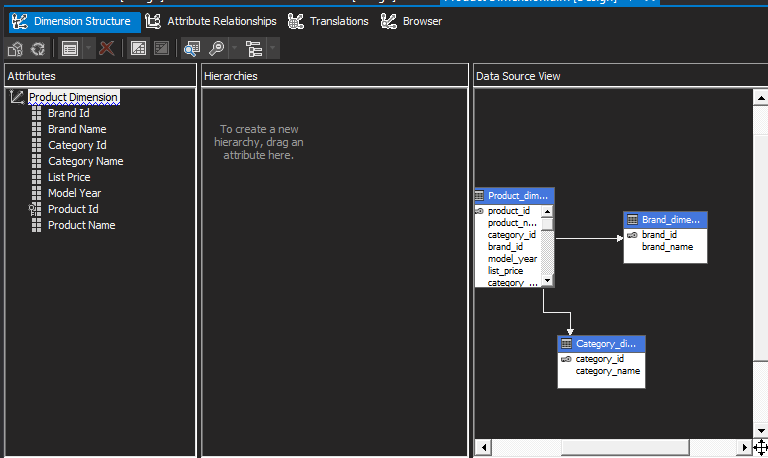 Dimension Structure Attribute Relationships Translations Browser
Attributes
Product Dimension
Brand Id
Brand Name
Category Id
Category Name
List Price
Model Year
Product Id
Product Name
Hierarchies
To create a new
hierarchy, drag an
attribute here.
Data Source View
Product_dim...
product_id
product_n...
category_id
brand_id
model_year
list_price
category_...
Brand_dime...
brand_id
brand_name
Category_di...
category_id
category_name